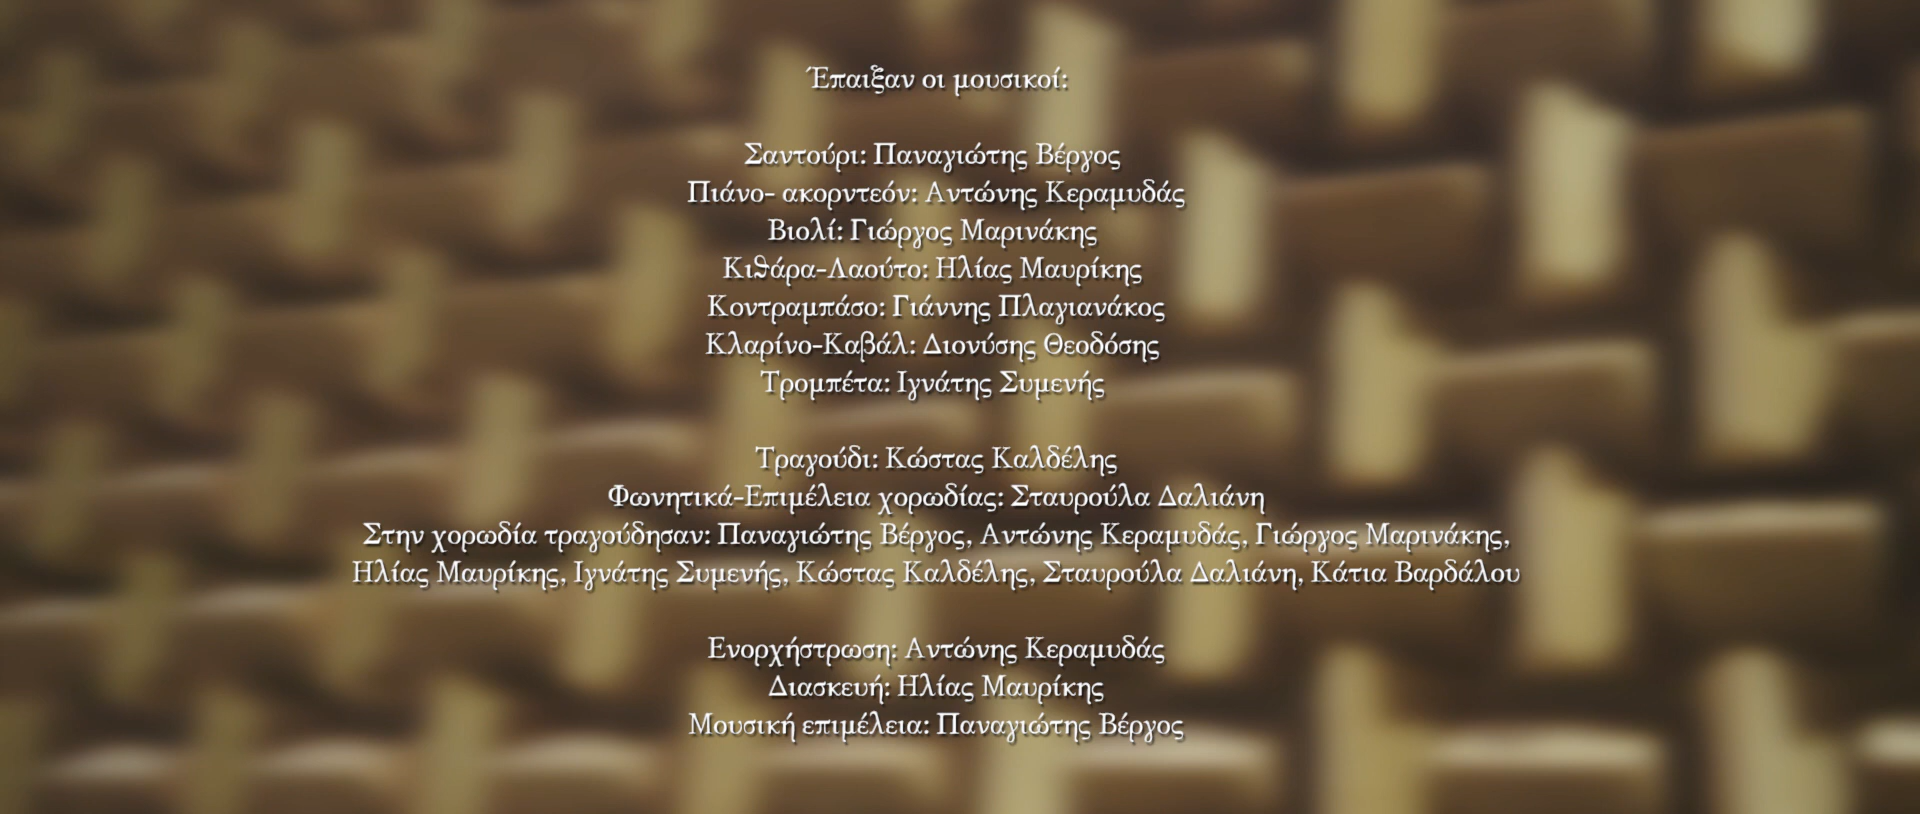 Έπαιξαν οι μουσικοί:
Σαντούρι: Παναγιώτης Βέργος
Πιάνο- ακορντεόν: Αντώνης Κεραμυδάς
Βιολί: Γιώργος Μαρινάκης
Κιθάρα-Λαούτο: Ηλίας Μαυρίκης
Κοντραμπάσο: Γιάννης Πλαγιανάκος
Κλαρίνο-Καβάλ: Διονύσης Θεοδόσης
Τρομπέτα: Ιγνάτης Συμενής
Τραγούδι: Κώστας Καλδέλης
Φωνητικά-Επιμέλεια χορωδίας: Σταυρούλα Δαλιάνη
Στην χορωδία τραγούδησαν: Παναγιώτης Βέργος, Αντώνης Κεραμυδάς, Γιώργος Μαρινάκης,
Ηλίας Μαυρίκης, Ιγνάτης Συμενής, Κώστας Καλδέλης, Σταυρούλα Δαλιάνη, Κάτια Βαρδάλου
Ενορχήστρωση: Αντώνης Κεραμυδάς
Διασκευή: Ηλίας Μαυρίκης
Μουσική επιμέλεια: Παναγιώτης Βέργος